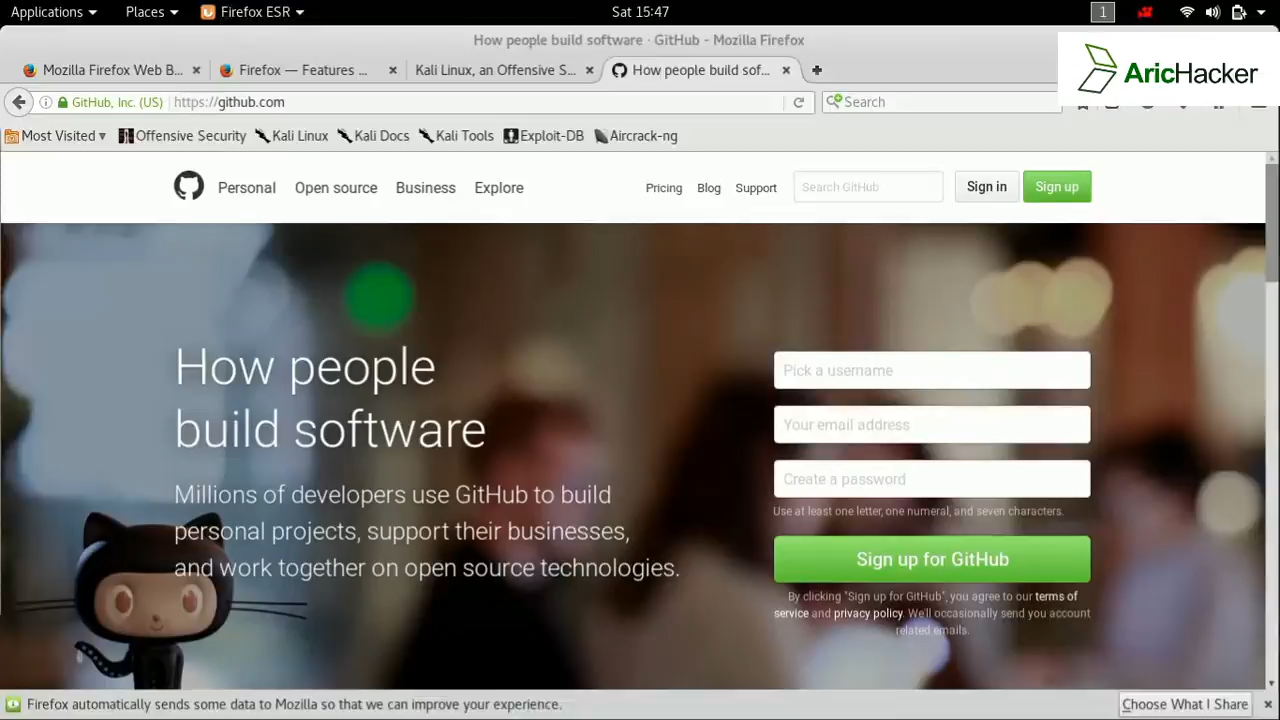 Applications Places Firefox ESR Sat 15:47 1
How people build software · GitHub - Mozilla Firefox
AricHacker
Mozilla Firefox Web B... Firefox — Features ... Kali Linux, an Offensive S... How people build sof...
GitHub, Inc. (US) https://github.com Search
Most Visited Offensive Security Kali Linux Kali Docs Kali Tools Exploit-DB Aircrack-ng
Personal Open source Business Explore Pricing Blog Support Search GitHub Sign in Sign up
How people
build software
Millions of developers use GitHub to build
personal projects, support their businesses,
and work together on open source technologies.
Pick a username
Your email address
Create a password
Use at least one letter, one numeral, and seven characters.
Sign up for GitHub
By clicking "Sign up for GitHub", you agree to our terms of
service and privacy policy. We'll occasionally send you account
related emails.
Firefox automatically sends some data to Mozilla so that we can improve your experience. Choose What I Share